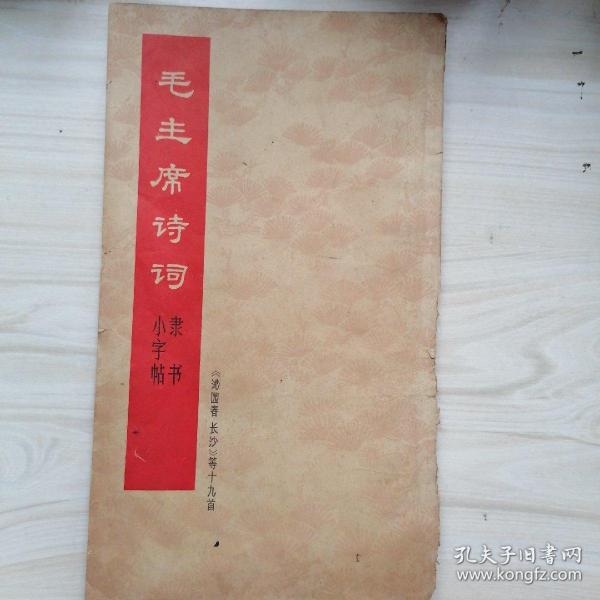 毛主席诗词
隶书
小字帖
《沁园春 长沙》等十九首
孔夫子旧書网
www.kongfz.com